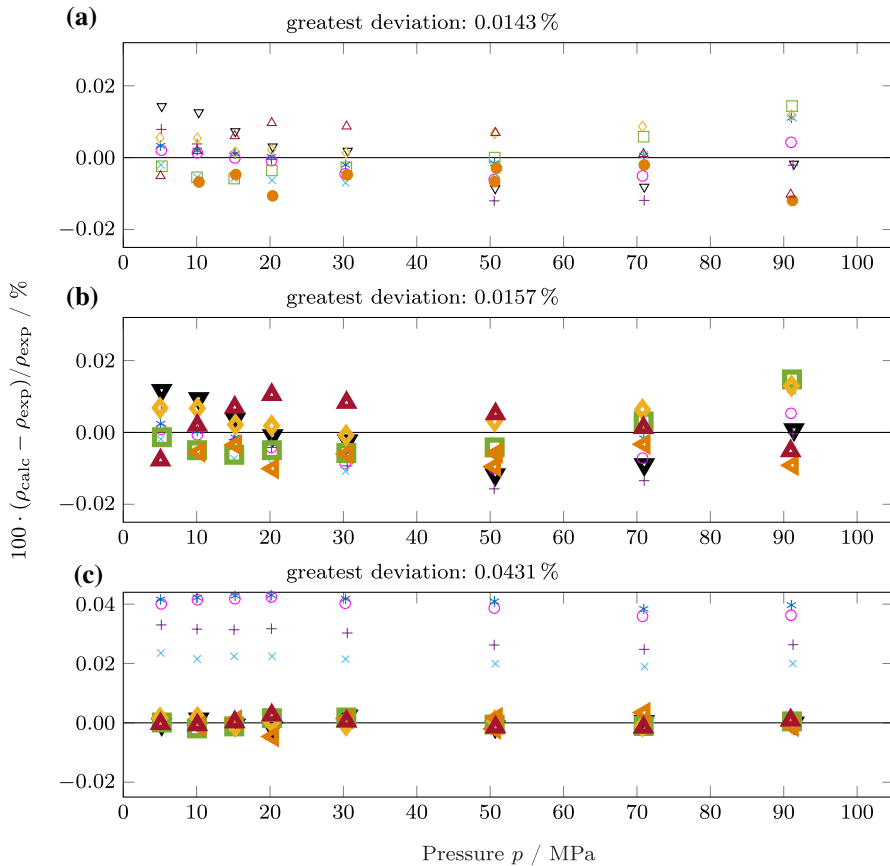 (a)
greatest deviation: 0.0143 %
0.02
0.00
−0.02
0 10 20 30 40 50 60 70 80 90 100
(b)
greatest deviation: 0.0157 %
0.02
0.00
−0.02
0 10 20 30 40 50 60 70 80 90 100
100 · (ρcalc − ρexp)/ρexp / %
(c)
greatest deviation: 0.0431 %
0.04
0.02
0.00
−0.02
0 10 20 30 40 50 60 70 80 90 100
Pressure p / MPa